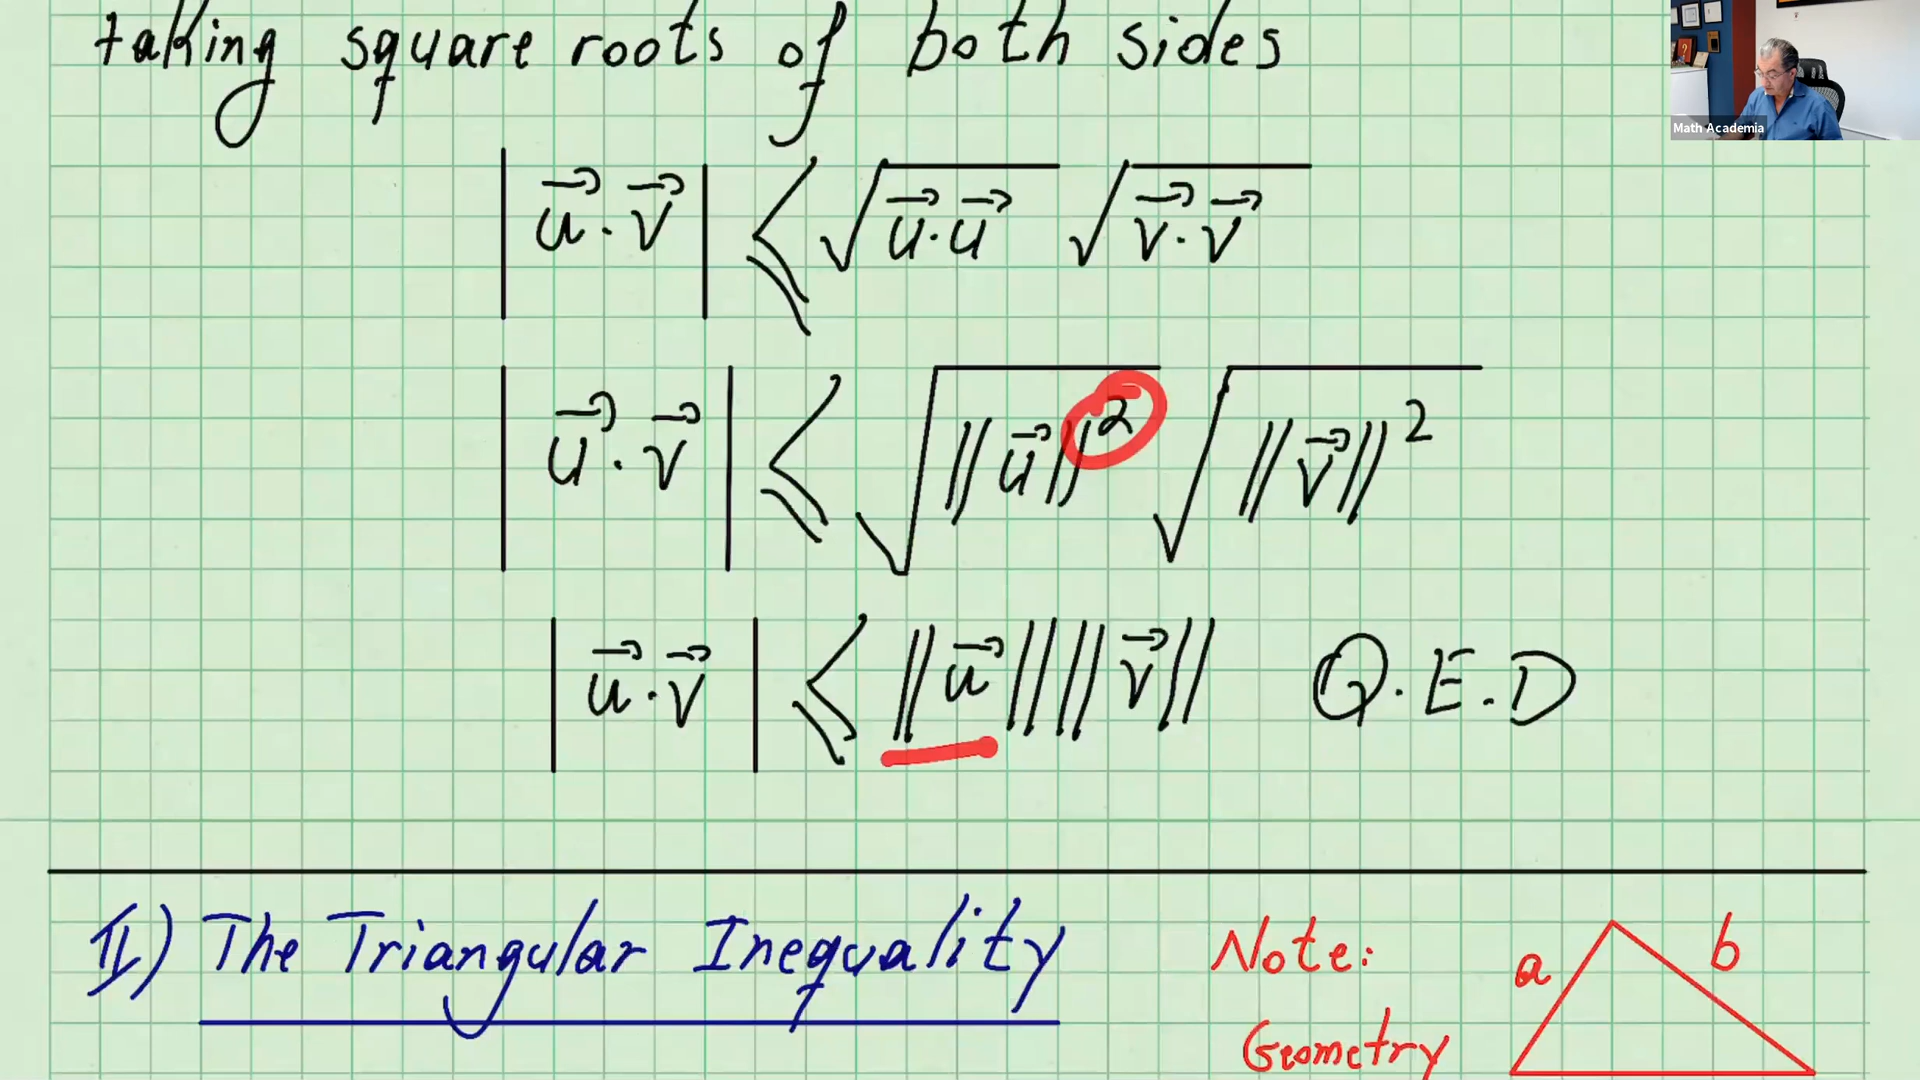 taking square roots of both sides
Math Academia
|u⃗ · v⃗| ⩽ √(u⃗ · u⃗) √(v⃗ · v⃗)
|u⃗ · v⃗| ⩽ √(‖u⃗‖²) √(‖v⃗‖²)
|u⃗ · v⃗| ⩽ ‖u⃗‖ ‖v⃗‖ Q.E.D
II) The Triangular Inequality
Note:
a b
Geometry